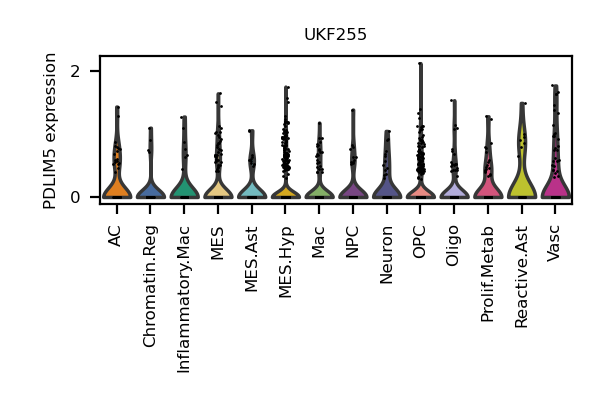 UKF255
PDLIM5 expression
2
0
AC
Chromatin.Reg
Inflammatory.Mac
MES
MES.Ast
MES.Hyp
Mac
NPC
Neuron
OPC
Oligo
Prolif.Metab
Reactive.Ast
Vasc